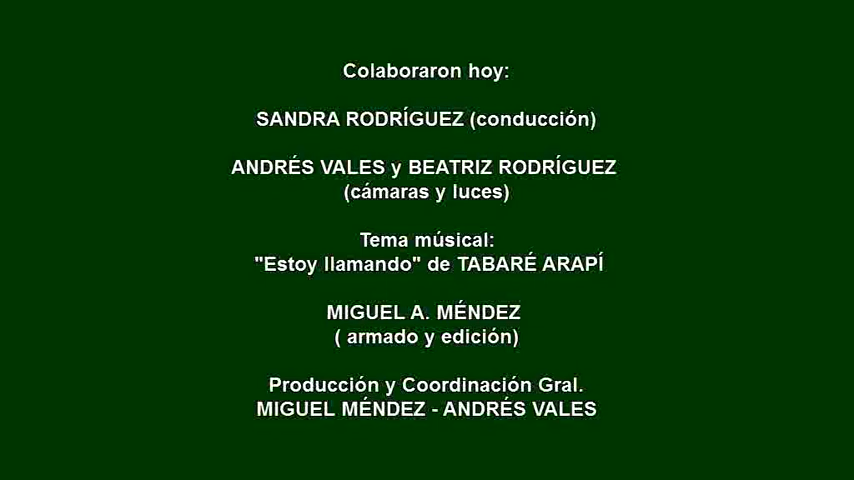 Colaboraron hoy:
SANDRA RODRÍGUEZ (conducción)
ANDRÉS VALES y BEATRIZ RODRÍGUEZ
(cámaras y luces)
Tema músical:
"Estoy llamando" de TABARÉ ARAPÍ
MIGUEL A. MÉNDEZ
( armado y edición)
Producción y Coordinación Gral.
MIGUEL MÉNDEZ - ANDRÉS VALES